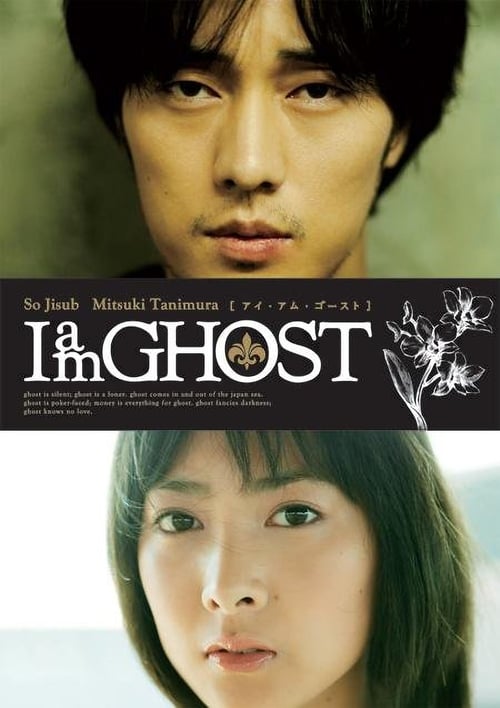 So Jisub Mitsuki Tanimura [ アイ・アム・ゴースト ]
I am GHOST
ghost is silent; ghost is a loner. ghost comes in and out of the japan sea.
ghost is poker-faced; money is everything for ghost. ghost fancies darkness;
ghost knows no love.